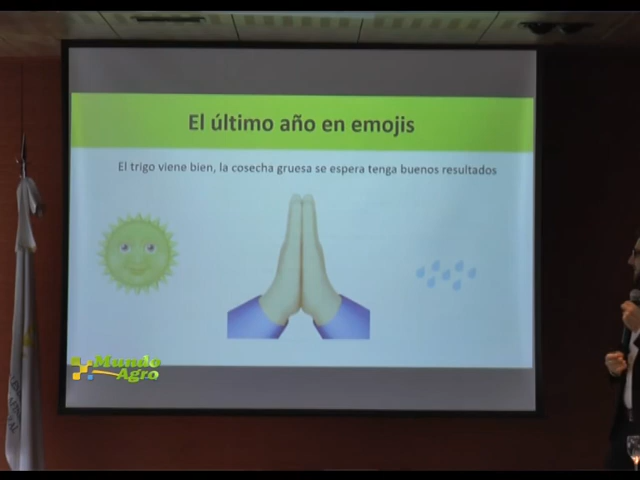 El último año en emojis
El trigo viene bien, la cosecha gruesa se espera tenga buenos resultados
Mundo
Agro